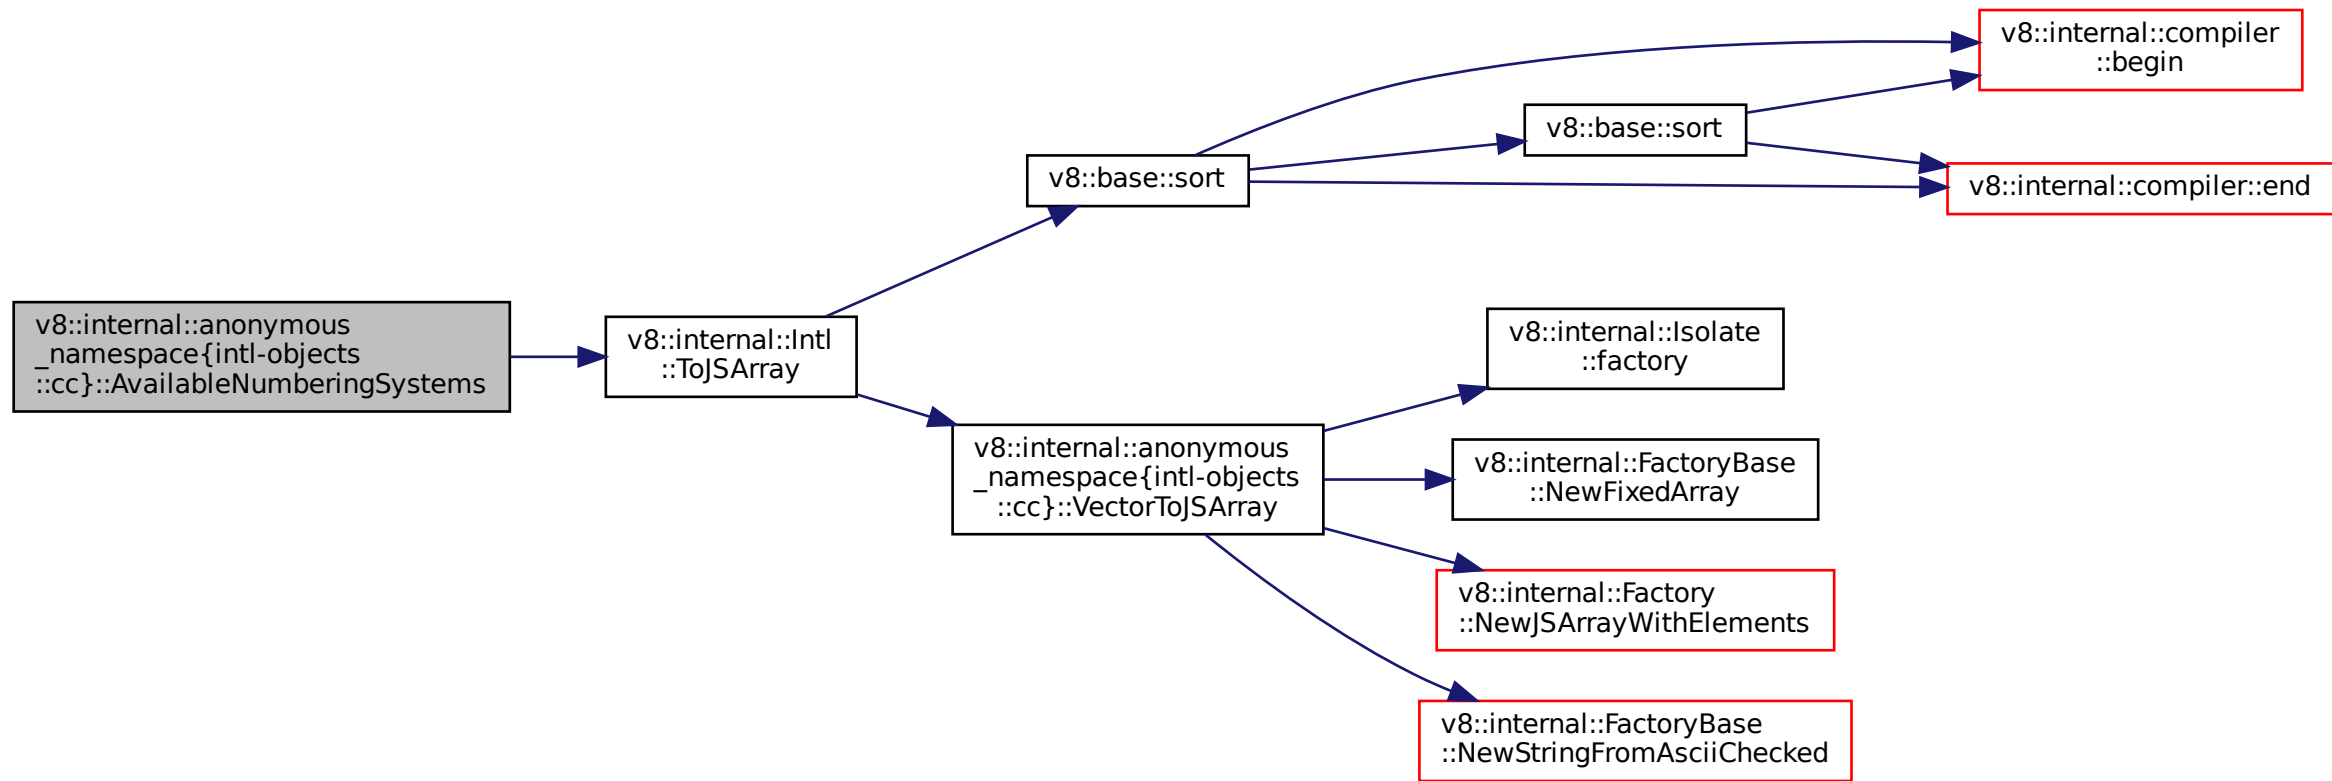 v8::internal::anonymous
_namespace{intl-objects
::cc}::AvailableNumberingSystems
v8::internal::Intl
::ToJSArray
v8::base::sort
v8::base::sort
v8::internal::compiler
::begin
v8::internal::compiler::end
v8::internal::anonymous
_namespace{intl-objects
::cc}::VectorToJSArray
v8::internal::Isolate
::factory
v8::internal::FactoryBase
::NewFixedArray
v8::internal::Factory
::NewJSArrayWithElements
v8::internal::FactoryBase
::NewStringFromAsciiChecked